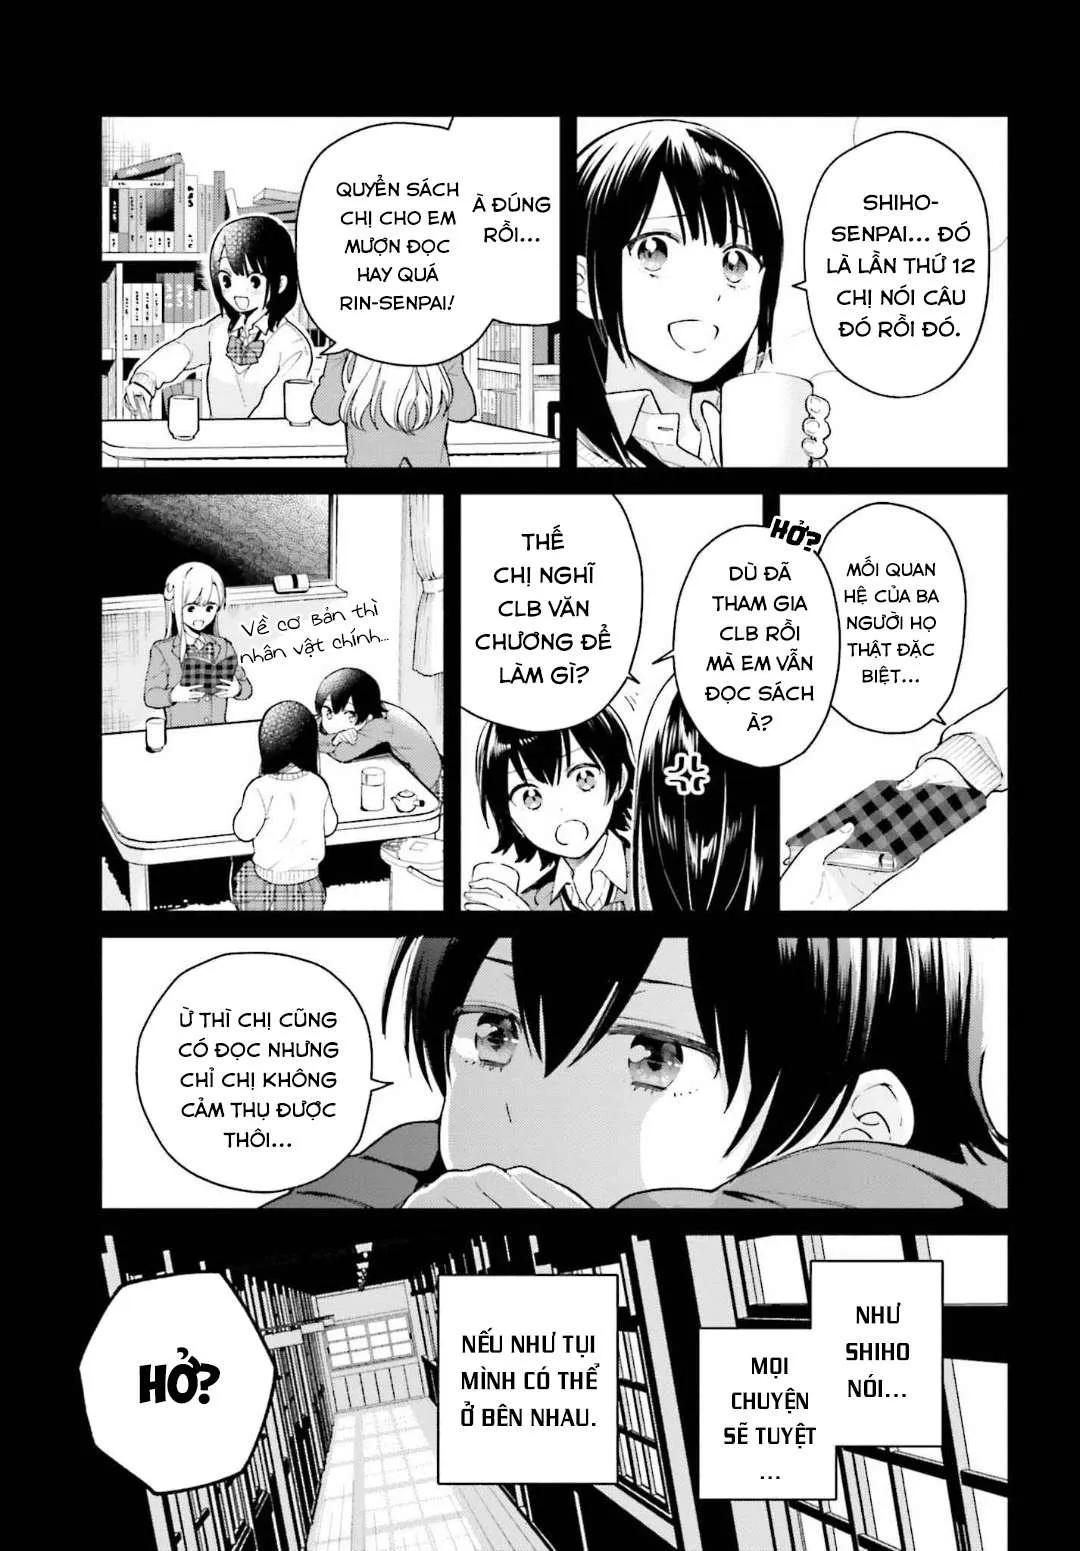 SHIHO-
SENPAI... ĐÓ
LÀ LẦN THỨ 12
CHỊ NÓI CÂU
ĐÓ RỒI ĐÓ.
À ĐÚNG
RỒI...
QUYỂN SÁCH
CHỊ CHO EM
MƯỢN ĐỌC
HAY QUÁ
RIN-SENPAI!
MỐI QUAN
HỆ CỦA BA
NGƯỜI HỌ
THẬT ĐẶC
BIỆT...
HỞ?
DÙ ĐÃ
THAM GIA
CLB RỒI
MÀ EM VẪN
ĐỌC SÁCH
À?
THẾ
CHỊ NGHĨ
CLB VĂN
CHƯƠNG ĐỂ
LÀM GÌ?
Về cơ bản thì
nhân vật chính...
Ừ THÌ CHỊ CŨNG
CÓ ĐỌC NHƯNG
CHỈ CHỊ KHÔNG
CẢM THỤ ĐƯỢC
THÔI...
NHƯ
SHIHO
NÓI...
MỌI
CHUYỆN
SẼ TUYỆT
...
NẾU NHƯ TỤI
MÌNH CÓ THỂ
Ở BÊN NHAU.
HỞ?